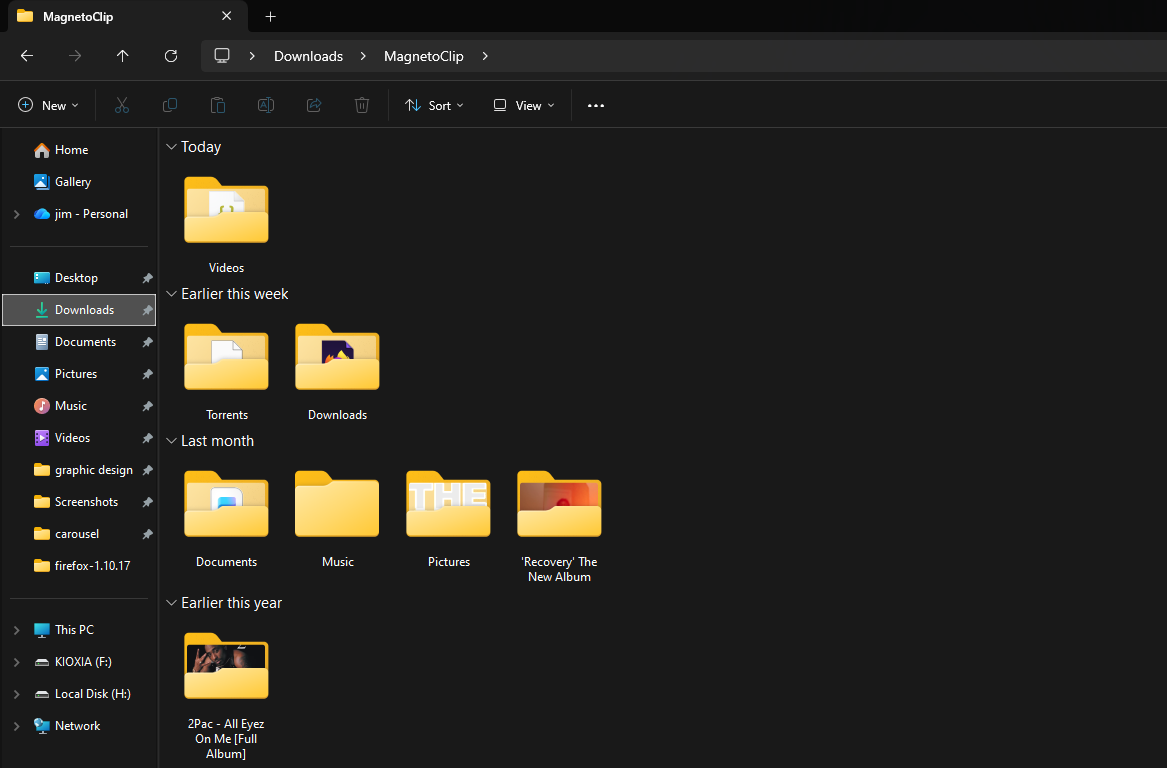 MagnetoClip
Downloads
MagnetoClip
New
Sort
View
Home
Gallery
jim - Personal
Desktop
Downloads
Documents
Pictures
Music
Videos
graphic design
Screenshots
carousel
firefox-1.10.17
This PC
KIOXIA (F:)
Local Disk (H:)
Network
Today
Videos
Earlier this week
Torrents
Downloads
Last month
THE
Documents
Music
Pictures
'Recovery' The
New Album
Earlier this year
2Pac - All Eyez
On Me [Full
Album]